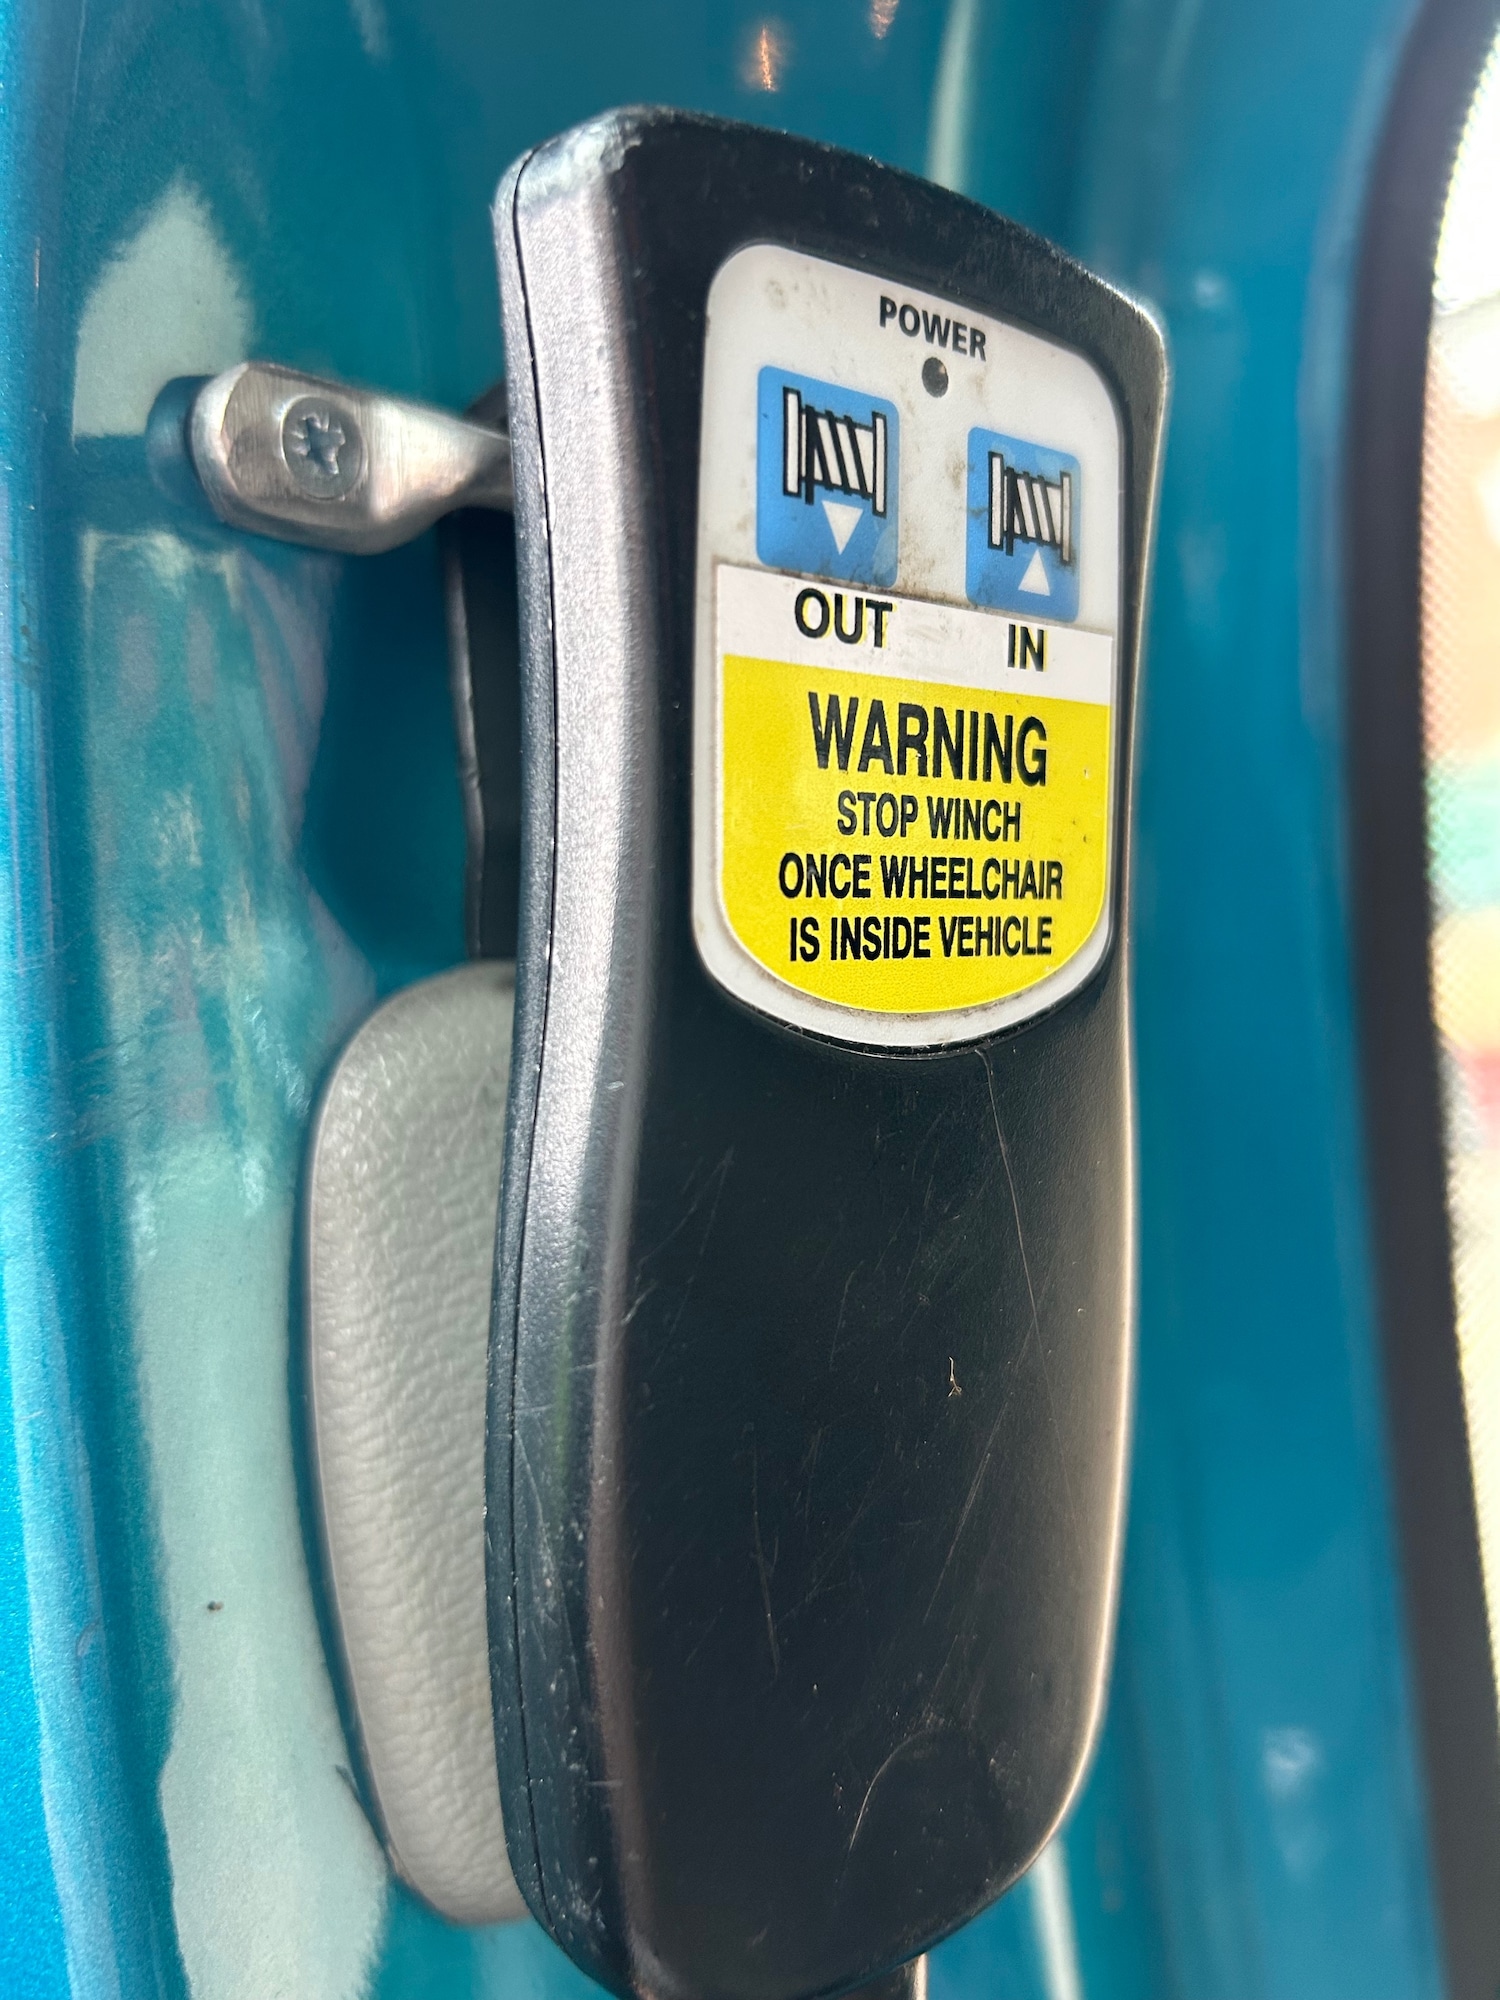 POWER
OUT IN
WARNING
STOP WINCH
ONCE WHEELCHAIR
IS INSIDE VEHICLE